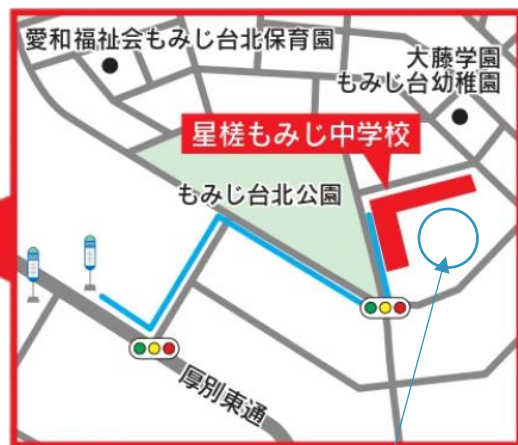 愛和福祉会もみじ台北保育園
大藤学園
もみじ台幼稚園
星槎もみじ中学校
もみじ台北公園
厚別東通